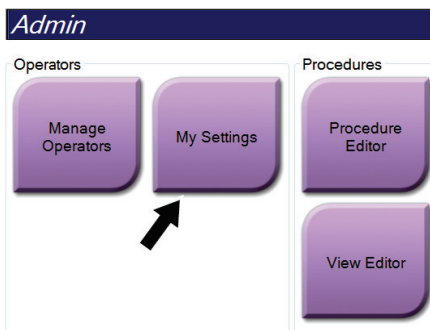 Admin
Operators
Procedures
Manage
Operators
My Settings
Procedure
Editor
View Editor